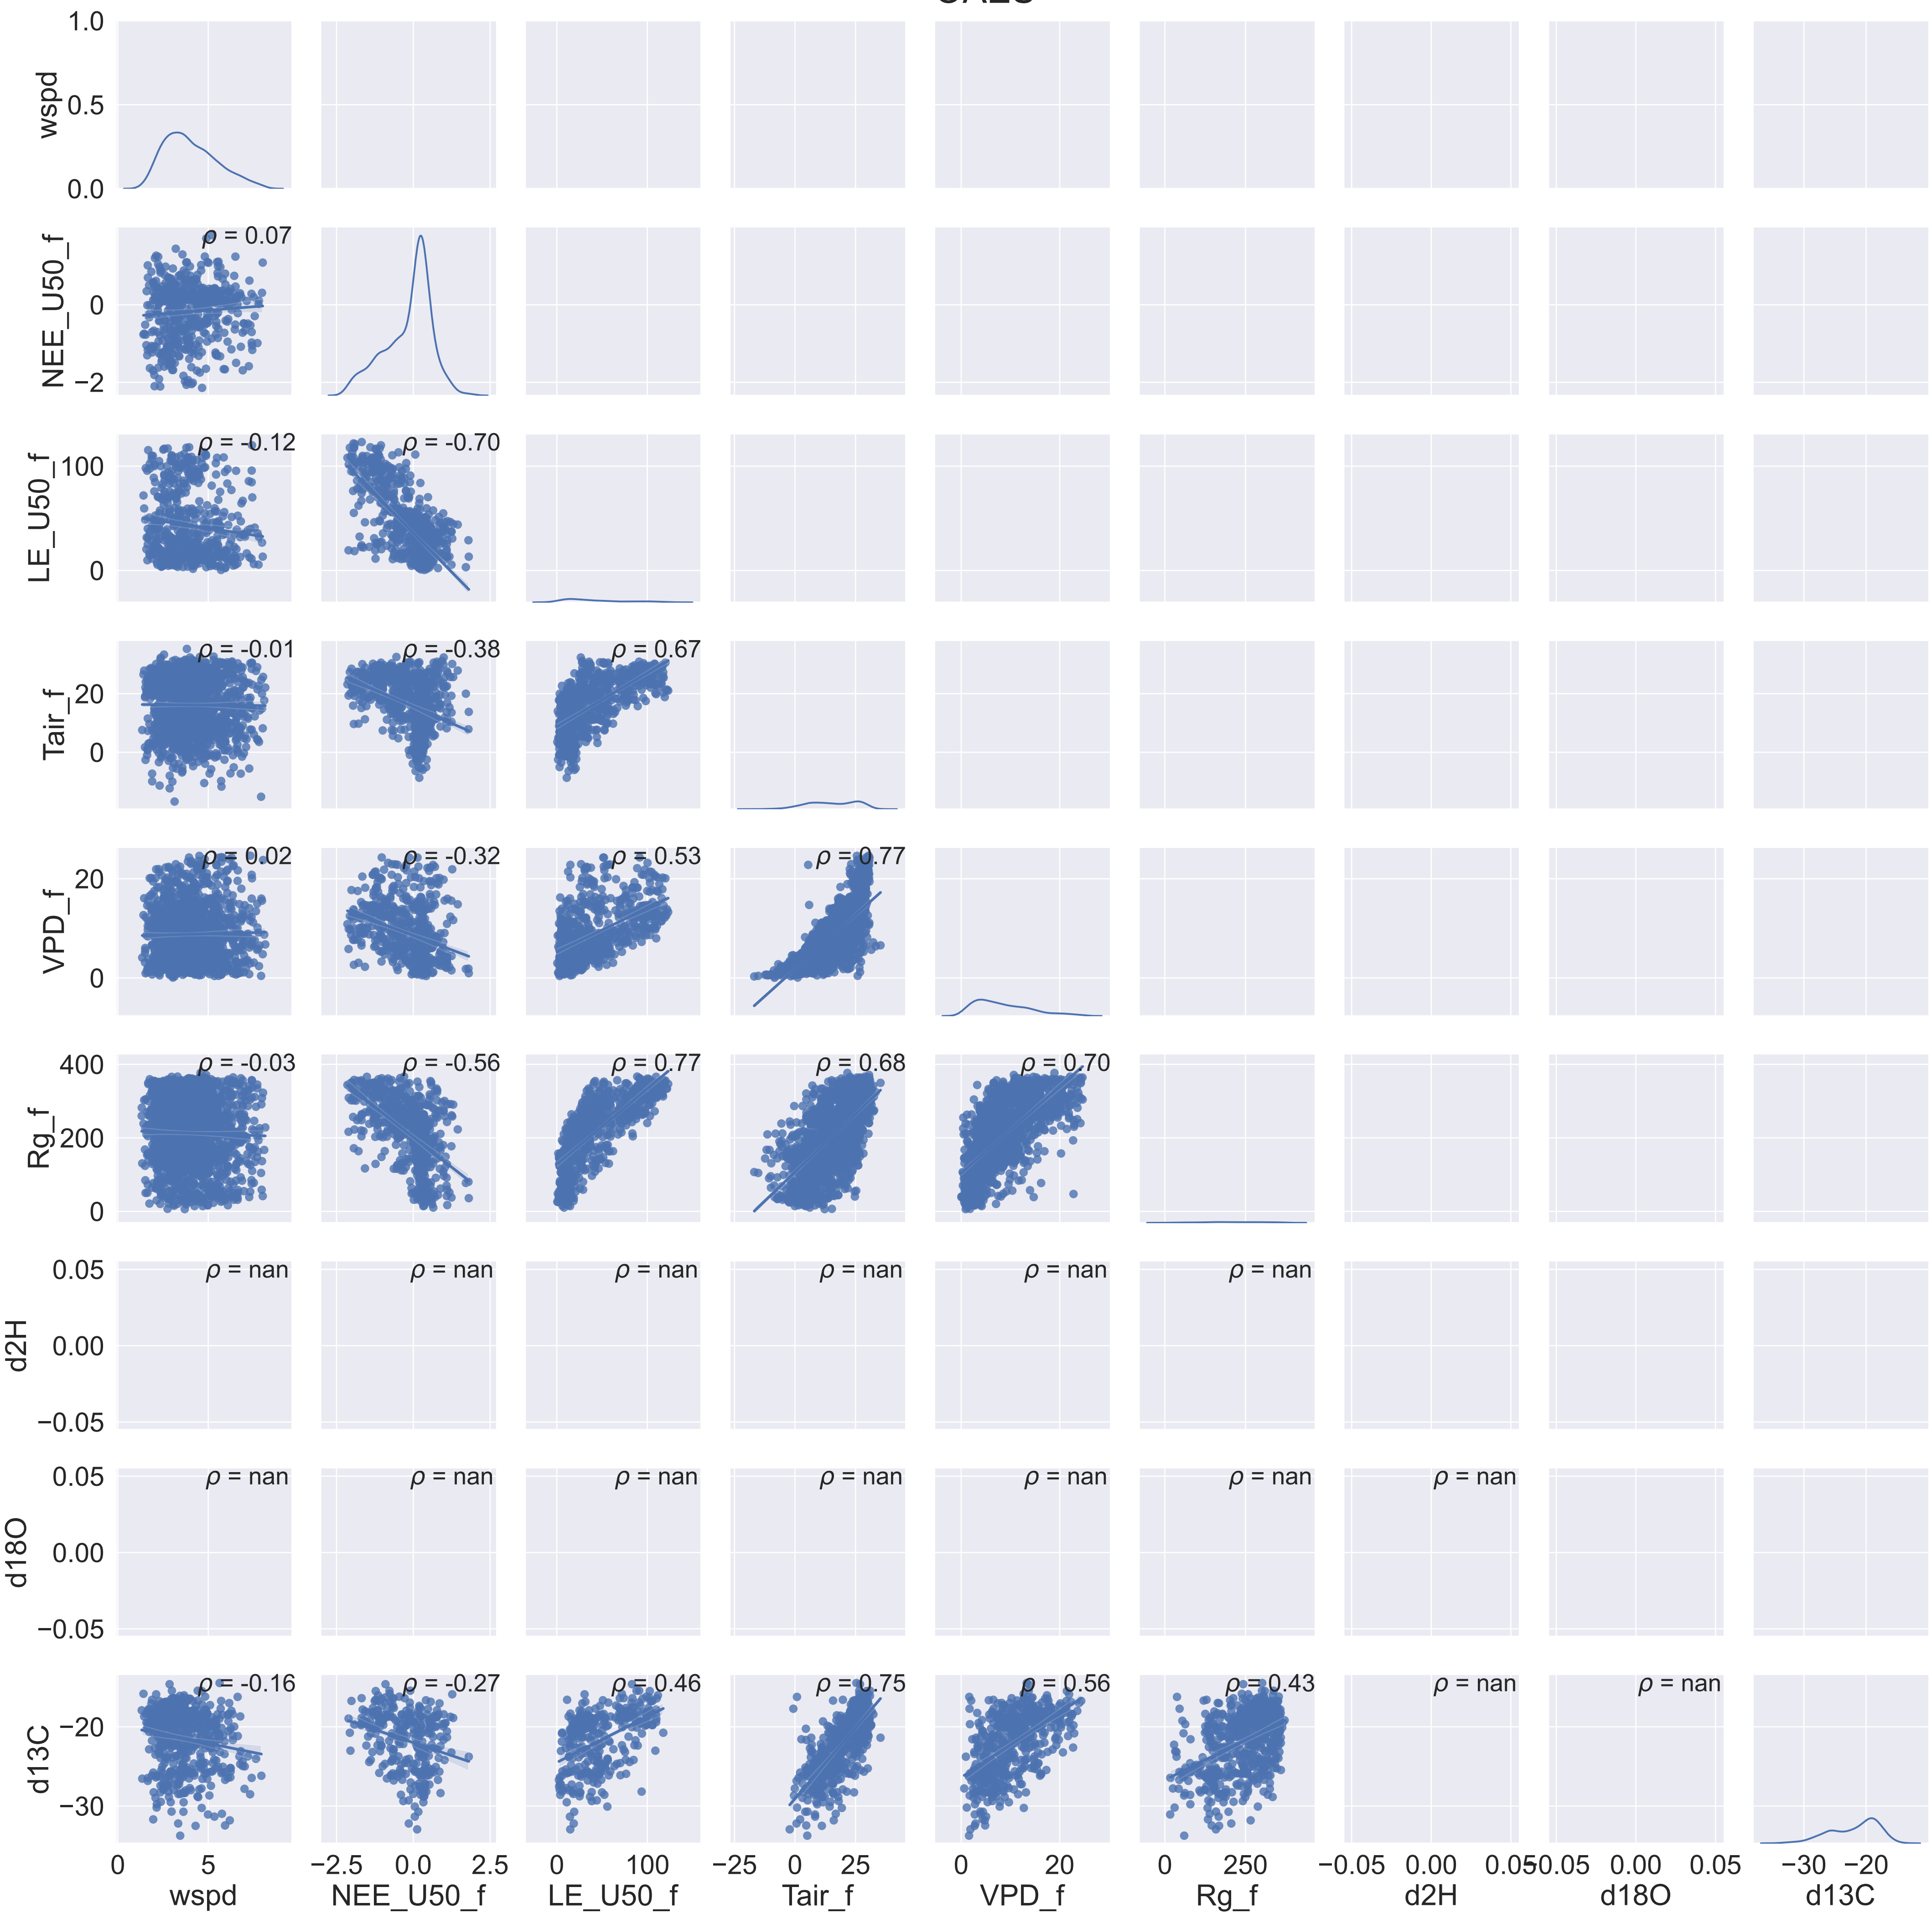 1.0
0.5
0.0
wspd
ρ = 0.07
0
−2
NEE_U50_f
ρ = -0.12
ρ = -0.70
100
0
LE_U50_f
ρ = -0.01
ρ = -0.38
ρ = 0.67
20
0
Tair_f
ρ = 0.02
ρ = -0.32
ρ = 0.53
ρ = 0.77
20
0
VPD_f
ρ = -0.03
ρ = -0.56
ρ = 0.77
ρ = 0.68
ρ = 0.70
400
200
0
Rg_f
ρ = nan
ρ = nan
ρ = nan
ρ = nan
ρ = nan
ρ = nan
0.05
0.00
−0.05
d2H
ρ = nan
ρ = nan
ρ = nan
ρ = nan
ρ = nan
ρ = nan
ρ = nan
0.05
0.00
−0.05
d18O
ρ = -0.16
ρ = -0.27
ρ = 0.46
ρ = 0.75
ρ = 0.56
ρ = 0.43
ρ = nan
ρ = nan
−20
−30
d13C
0 5
−2.5 0.0 2.5
0 100
−25 0 25
0 20
0 250
−0.05 0.00 0.05
−0.05 0.00 0.05
−30 −20
wspd
NEE_U50_f
LE_U50_f
Tair_f
VPD_f
Rg_f
d2H
d18O
d13C